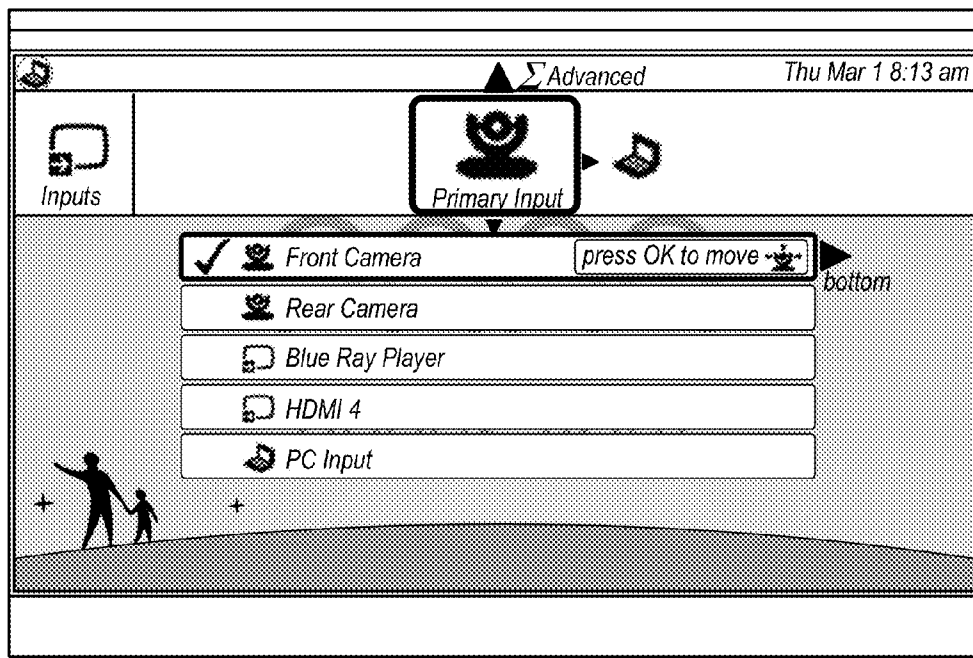 Σ Advanced
Thu Mar 1 8:13 am
Inputs
Primary Input
Front Camera
press OK to move
bottom
Rear Camera
Blue Ray Player
HDMI 4
PC Input